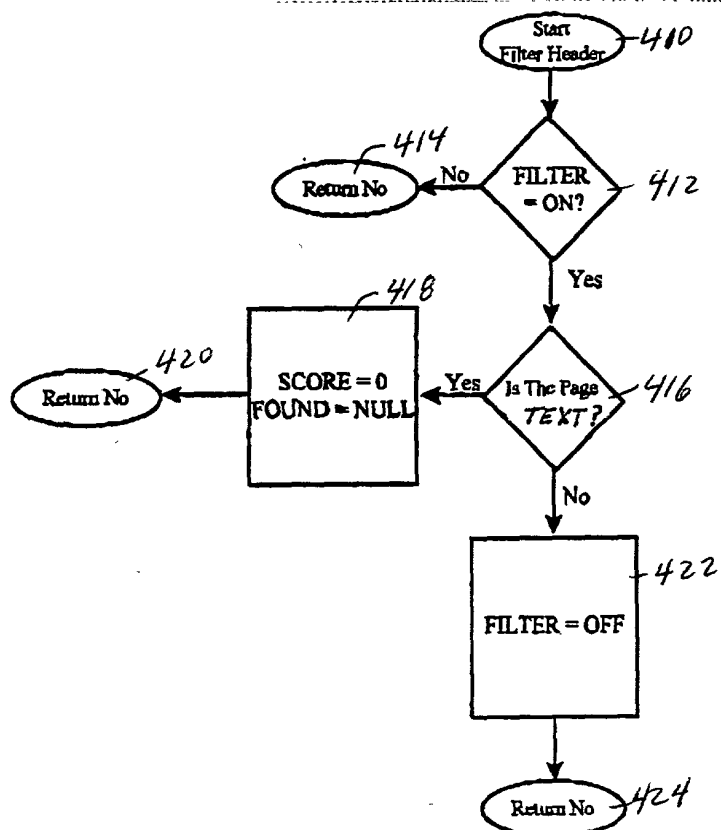 Start
Filter Header
410
414
Return No
No
FILTER
= ON?
412
Yes
418
420
Return No
SCORE = 0
FOUND = NULL
Yes
Is The Page
TEXT?
416
No
422
FILTER = OFF
Return No
424